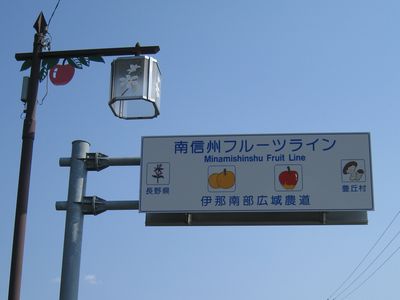 南信州フルーツライン
Minamishinshu Fruit Line
長野県
豊丘村
伊那南部広域農道